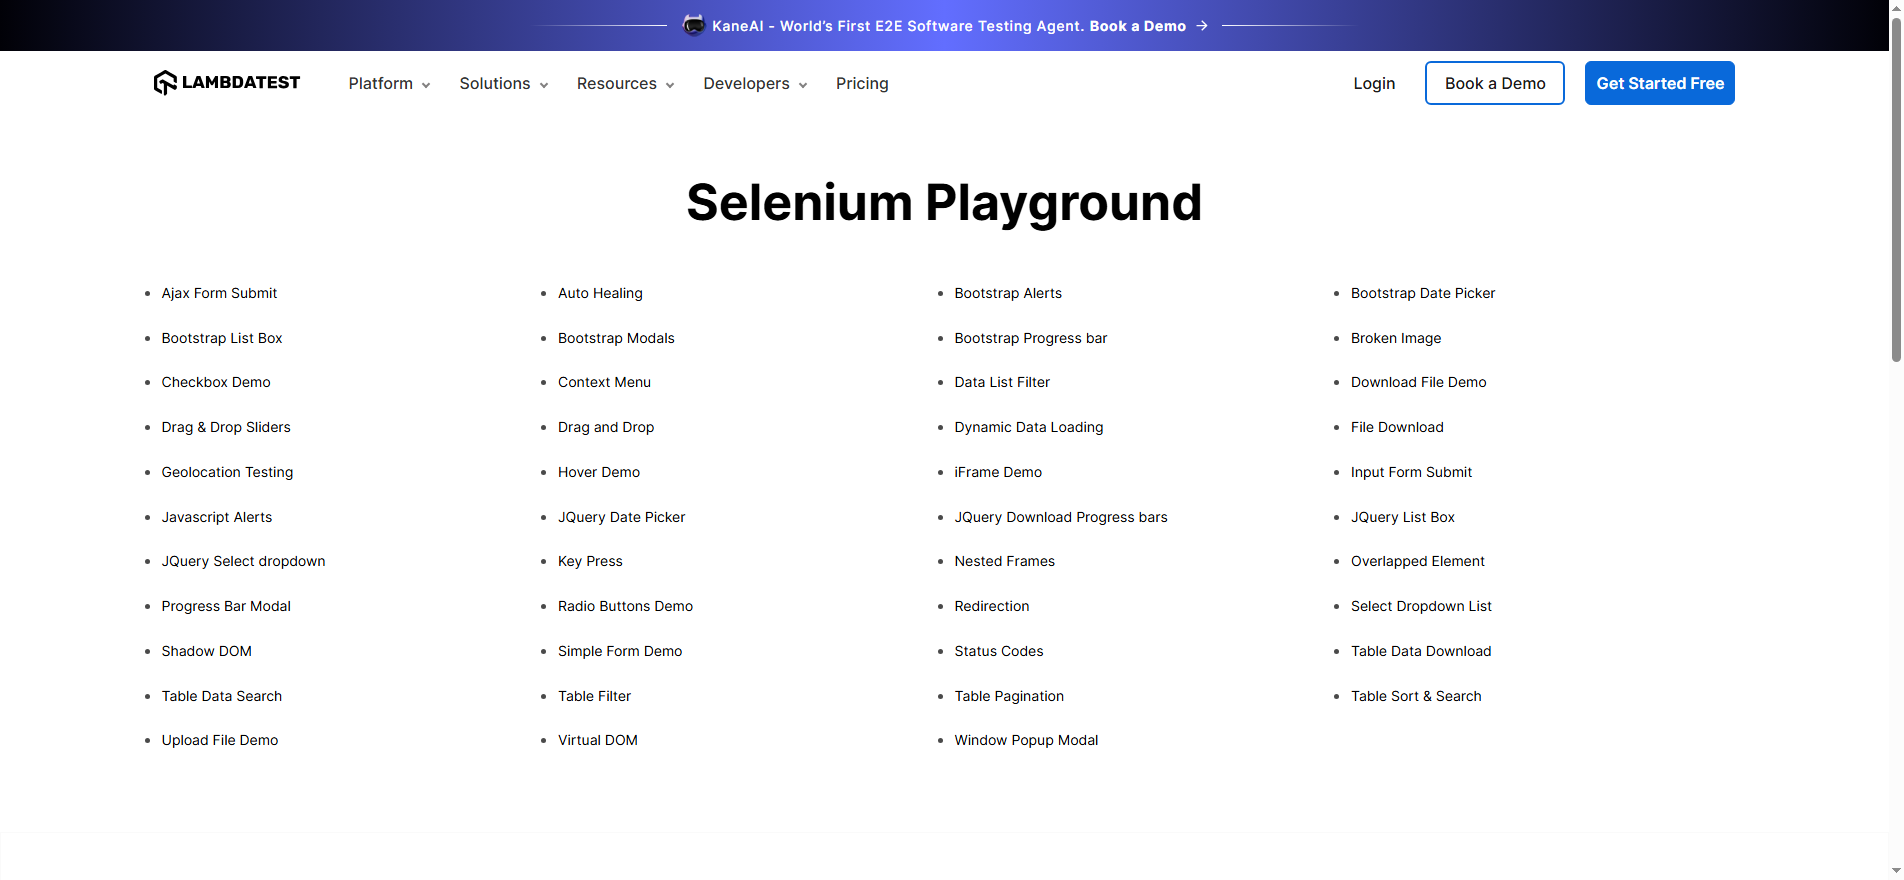 KaneAI - World's First E2E Software Testing Agent. Book a Demo →
LAMBDATEST Platform Solutions Resources Developers Pricing Login Book a Demo Get Started Free
Selenium Playground
Ajax Form Submit Auto Healing Bootstrap Alerts Bootstrap Date Picker
Bootstrap List Box Bootstrap Modals Bootstrap Progress bar Broken Image
Checkbox Demo Context Menu Data List Filter Download File Demo
Drag & Drop Sliders Drag and Drop Dynamic Data Loading File Download
Geolocation Testing Hover Demo iFrame Demo Input Form Submit
Javascript Alerts JQuery Date Picker JQuery Download Progress bars JQuery List Box
JQuery Select dropdown Key Press Nested Frames Overlapped Element
Progress Bar Modal Radio Buttons Demo Redirection Select Dropdown List
Shadow DOM Simple Form Demo Status Codes Table Data Download
Table Data Search Table Filter Table Pagination Table Sort & Search
Upload File Demo Virtual DOM Window Popup Modal